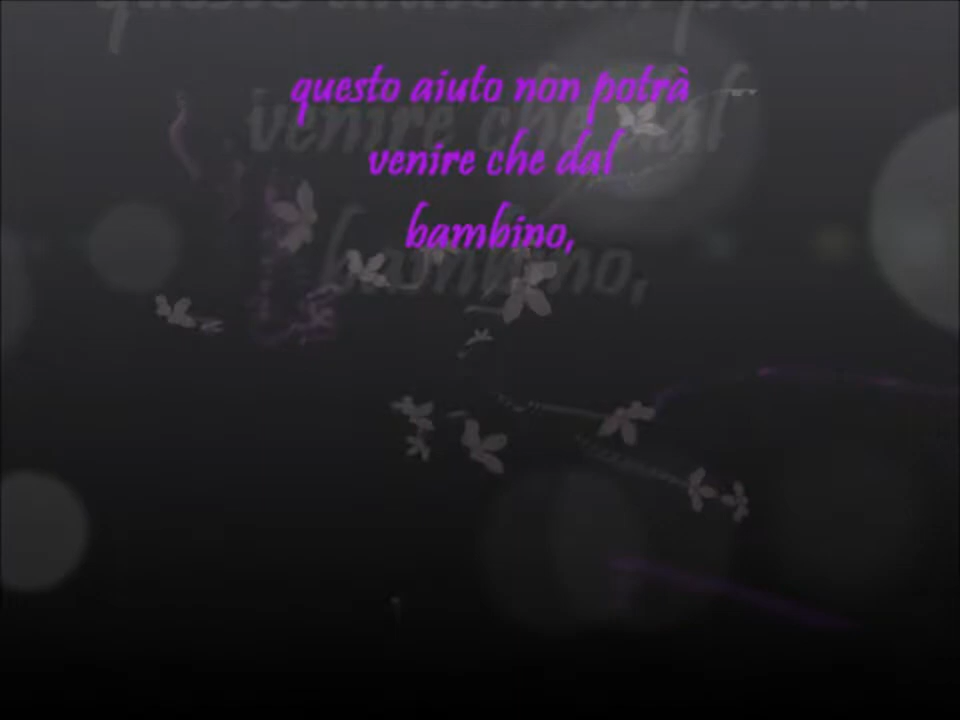 questo aiuto non potrà
venire che dal
bambino,